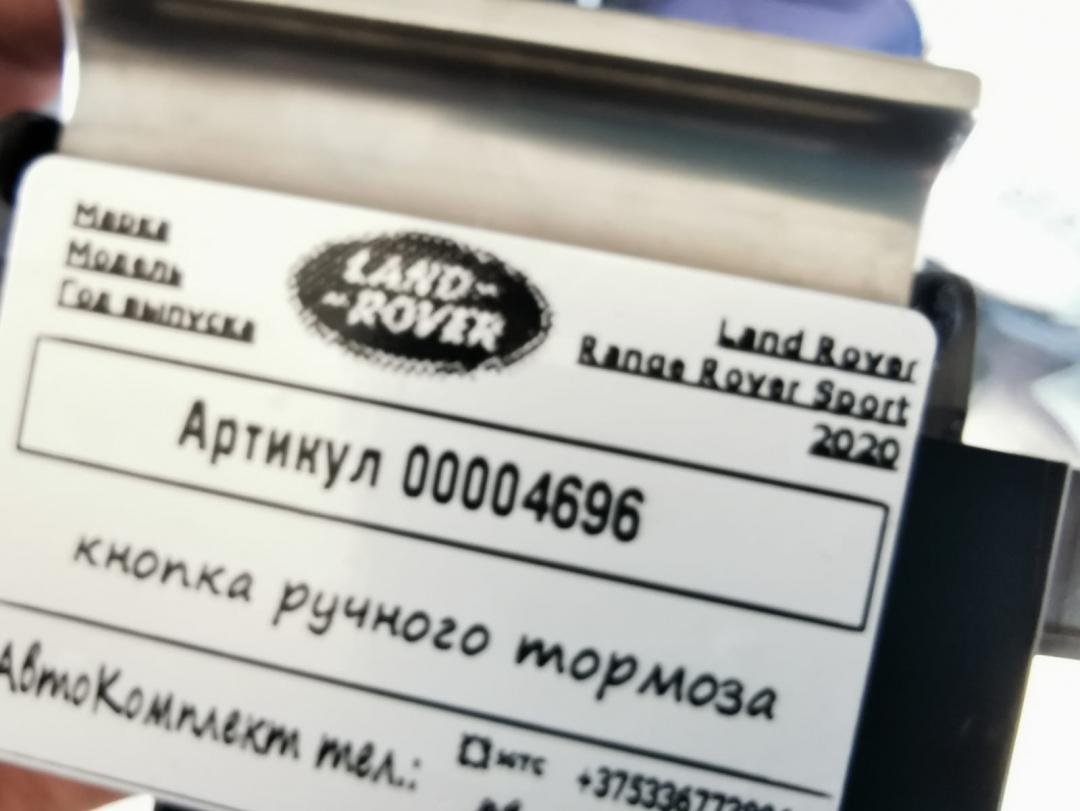 Марка
Модель
Год выпуска
LAND-
-ROVER
Land Rover
Range Rover Sport
2020
Артикул 00004696
кнопка ручного тормоза
АвтоКомплект тел.:
мтс